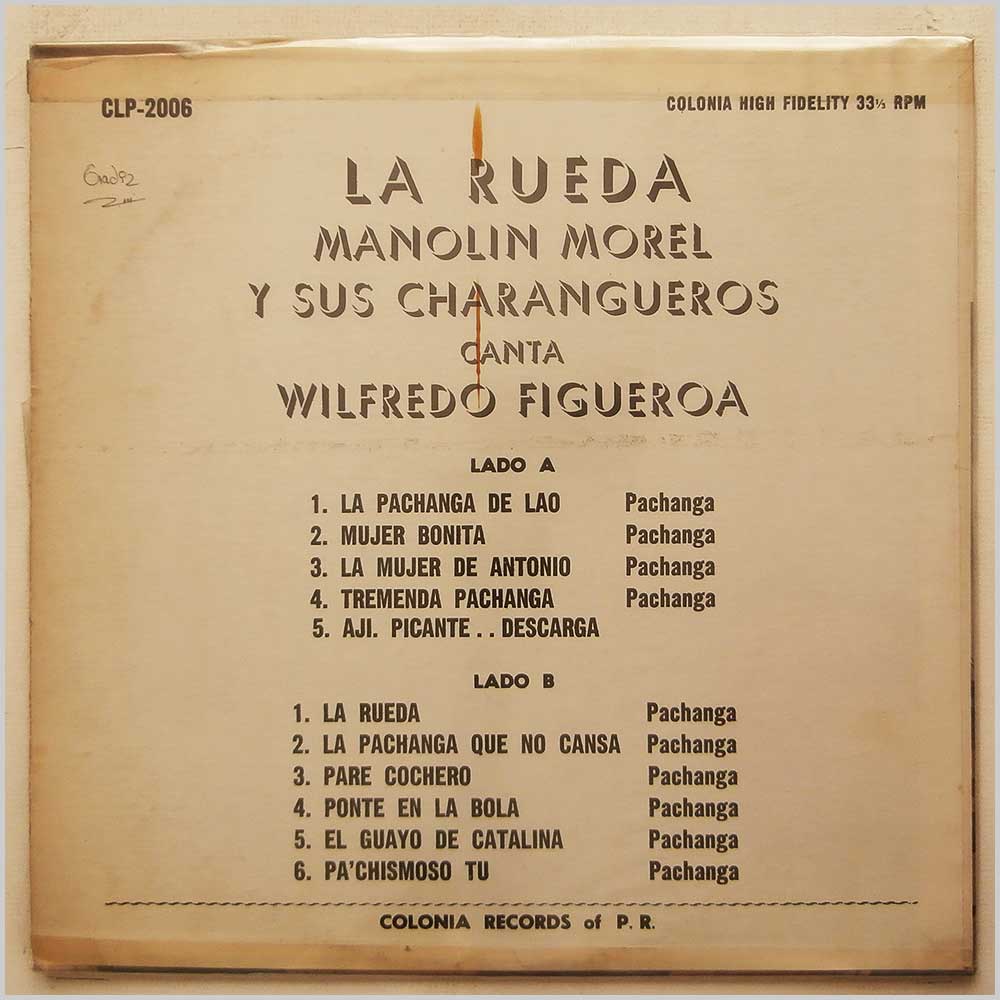 CLP-2006
COLONIA HIGH FIDELITY 33⅓ RPM
LA RUEDA
MANOLIN MOREL
Y SUS CHARANGUEROS
CANTA
WILFREDO FIGUEROA
LADO A
1. LA PACHANGA DE LAO Pachanga
2. MUJER BONITA Pachanga
3. LA MUJER DE ANTONIO Pachanga
4. TREMENDA PACHANGA Pachanga
5. AJI. PICANTE . . DESCARGA
LADO B
1. LA RUEDA Pachanga
2. LA PACHANGA QUE NO CANSA Pachanga
3. PARE COCHERO Pachanga
4. PONTE EN LA BOLA Pachanga
5. EL GUAYO DE CATALINA Pachanga
6. PA'CHISMOSO TU Pachanga
COLONIA RECORDS of P. R.